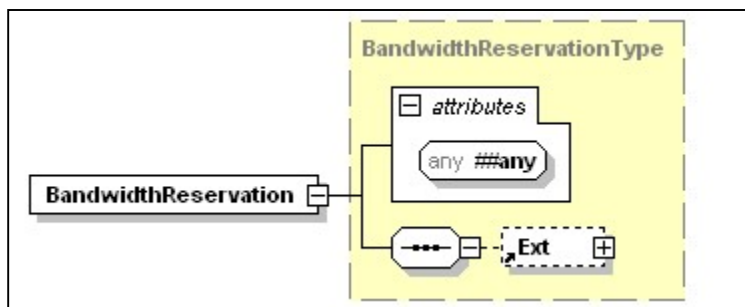 BandwidthReservationType
attributes
any ##any
BandwidthReservation
Ext